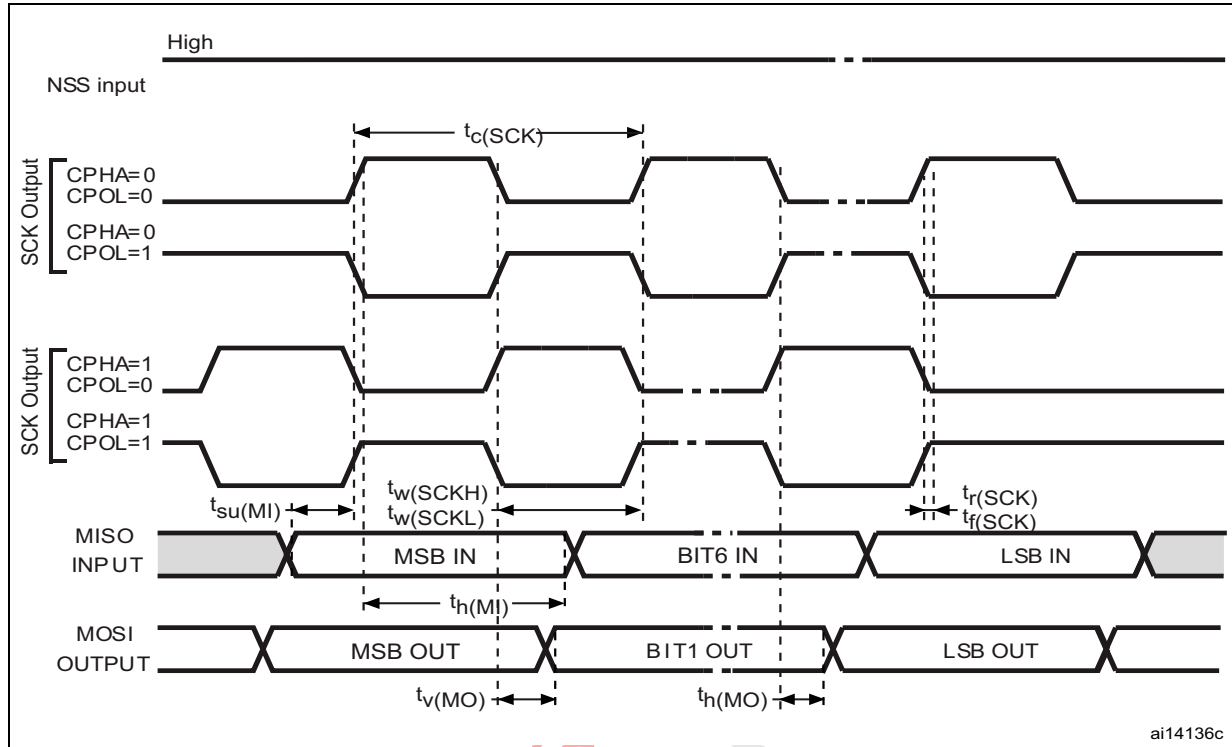 High
NSS input
tc(SCK)
SCK Output
CPHA=0
CPOL=0
CPHA=0
CPOL=1
SCK Output
CPHA=1
CPOL=0
CPHA=1
CPOL=1
tsu(MI)
tw(SCKH)
tw(SCKL)
tr(SCK)
tf(SCK)
MISO
INPUT
MSB IN
BIT6 IN
LSB IN
th(MI)
MOSI
OUTPUT
MSB OUT
BIT1 OUT
LSB OUT
tv(MO)
th(MO)
ai14136c